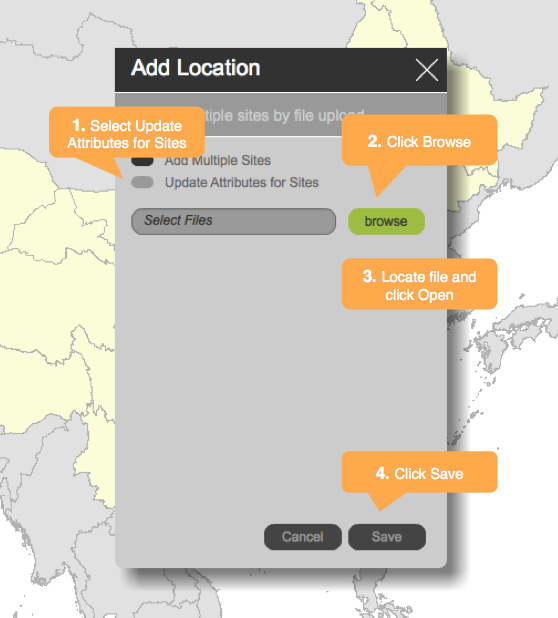 Add Location
tiple sites by file upload
1. Select Update
Attributes for Sites
2. Click Browse
Add Multiple Sites
Update Attributes for Sites
Select Files
browse
3. Locate file and
click Open
4. Click Save
Cancel
Save